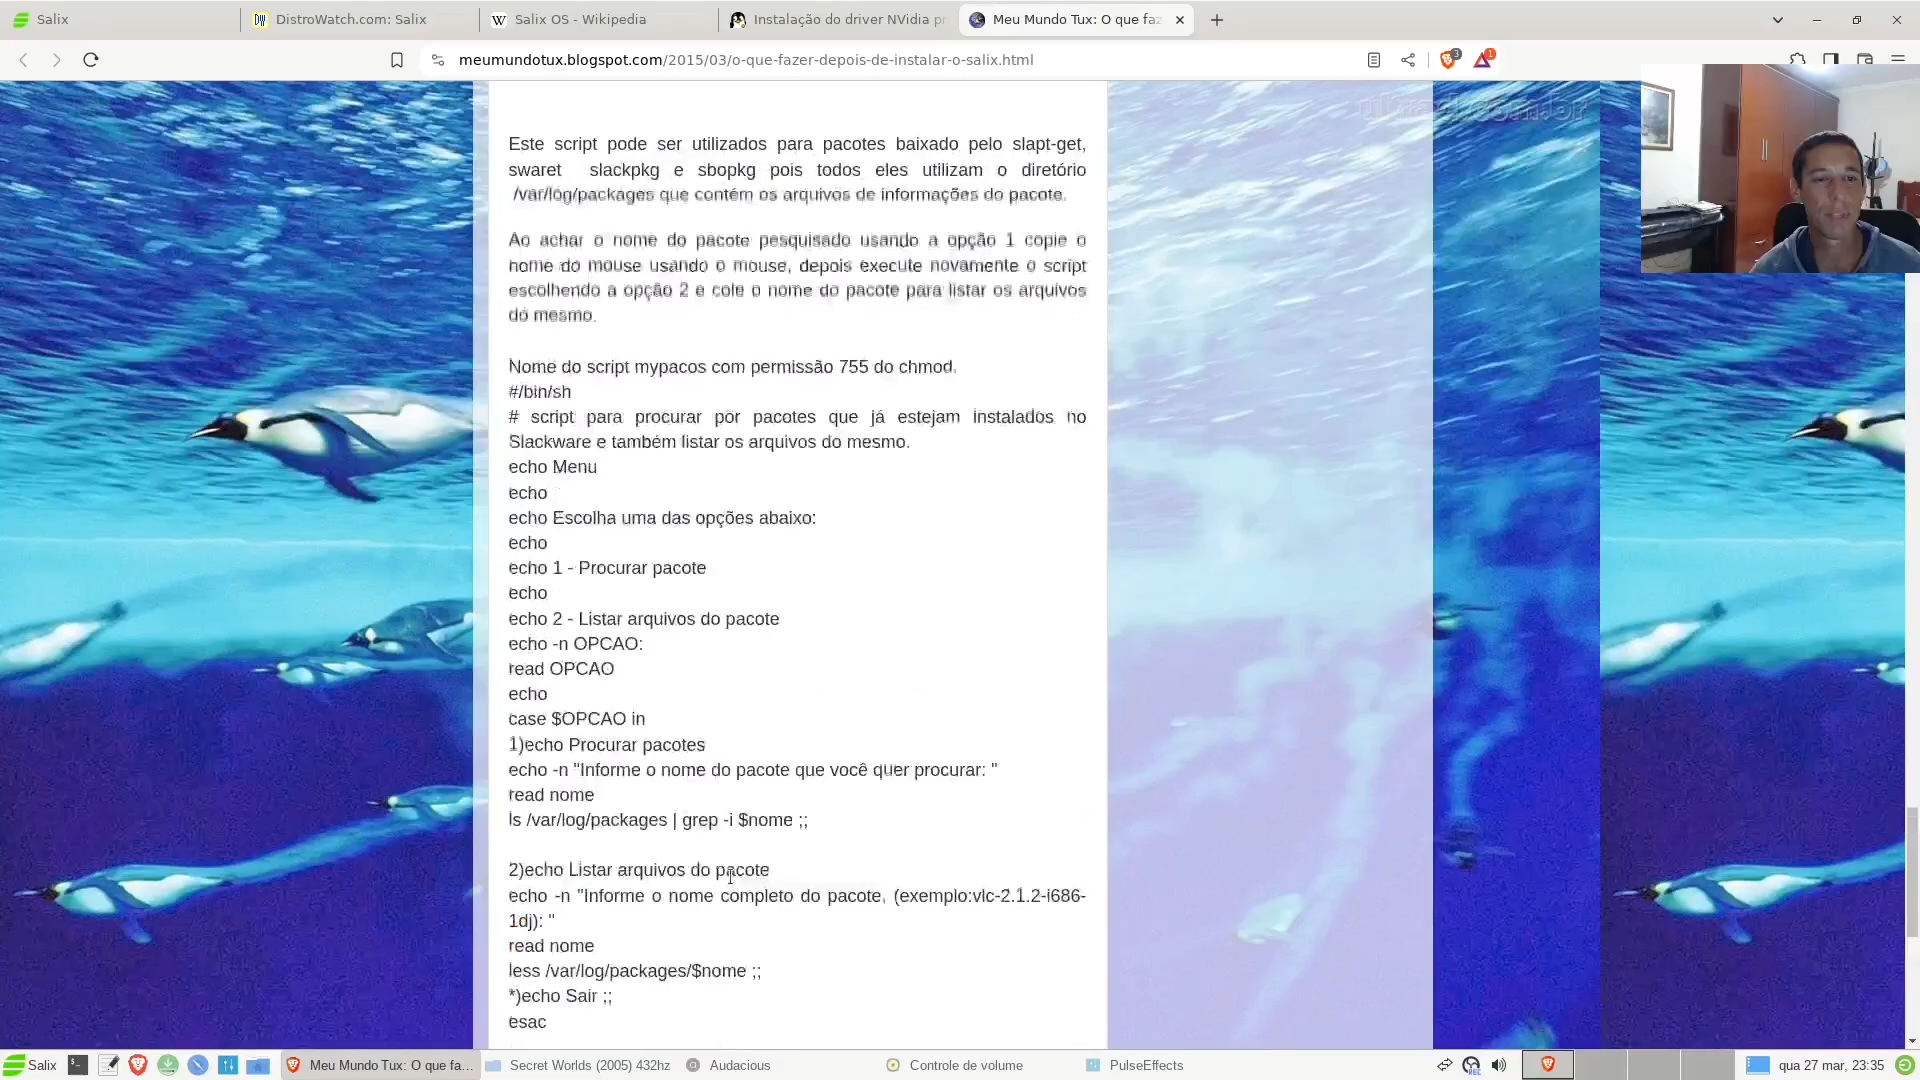 Salix
DistroWatch.com: Salix
Salix OS - Wikipedia
Instalação do driver NVidia pr
Meu Mundo Tux: O que faz
meumundotux.blogspot.com/2015/03/o-que-fazer-depois-de-instalar-o-salix.html
3
1
Este script pode ser utilizados para pacotes baixado pelo slapt-get,
swaret slackpkg e sbopkg pois todos eles utilizam o diretório
/var/log/packages que contém os arquivos de informações do pacote.
Ao achar o nome do pacote pesquisado usando a opção 1 copie o
nome do mouse usando o mouse, depois execute novamente o script
escolhendo a opção 2 e cole o nome do pacote para listar os arquivos
do mesmo.
Nome do script mypacos com permissão 755 do chmod.
#/bin/sh
# script para procurar por pacotes que já estejam instalados no
Slackware e também listar os arquivos do mesmo.
echo Menu
echo
echo Escolha uma das opções abaixo:
echo
echo 1 - Procurar pacote
echo
echo 2 - Listar arquivos do pacote
echo -n OPCAO:
read OPCAO
echo
case $OPCAO in
1)echo Procurar pacotes
echo -n "Informe o nome do pacote que você quer procurar: "
read nome
ls /var/log/packages | grep -i $nome ;;
2)echo Listar arquivos do pacote
echo -n "Informe o nome completo do pacote, (exemplo:vlc-2.1.2-i686-
1dj): "
read nome
less /var/log/packages/$nome ;;
*)echo Sair ;;
esac
Salix
Meu Mundo Tux: O que fa...
Secret Worlds (2005) 432hz
Audacious
Controle de volume
PulseEffects
REC
qua 27 mar, 23:35